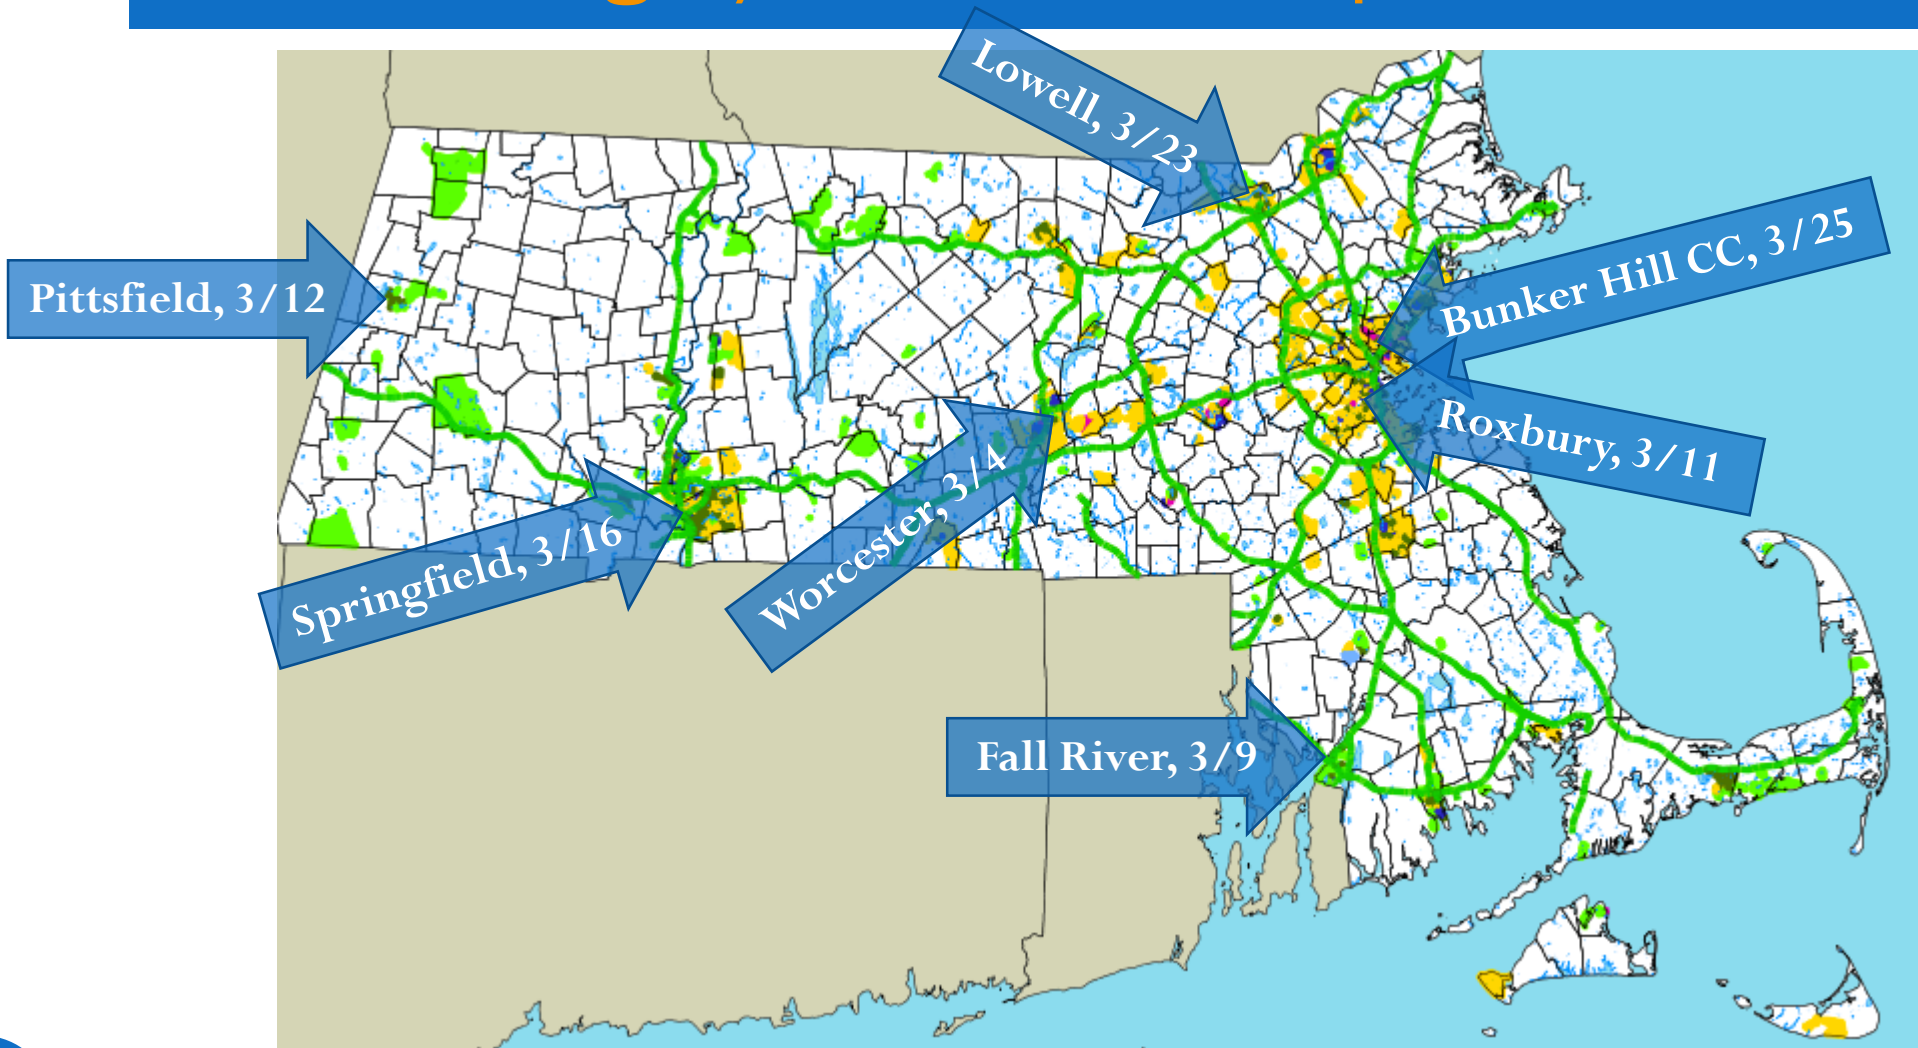 Lowell, 3/23
Bunker Hill CC, 3/25
Pittsfield, 3/12
Roxbury, 3/11
Worcester, 3/4
Springfield, 3/16
Fall River, 3/9